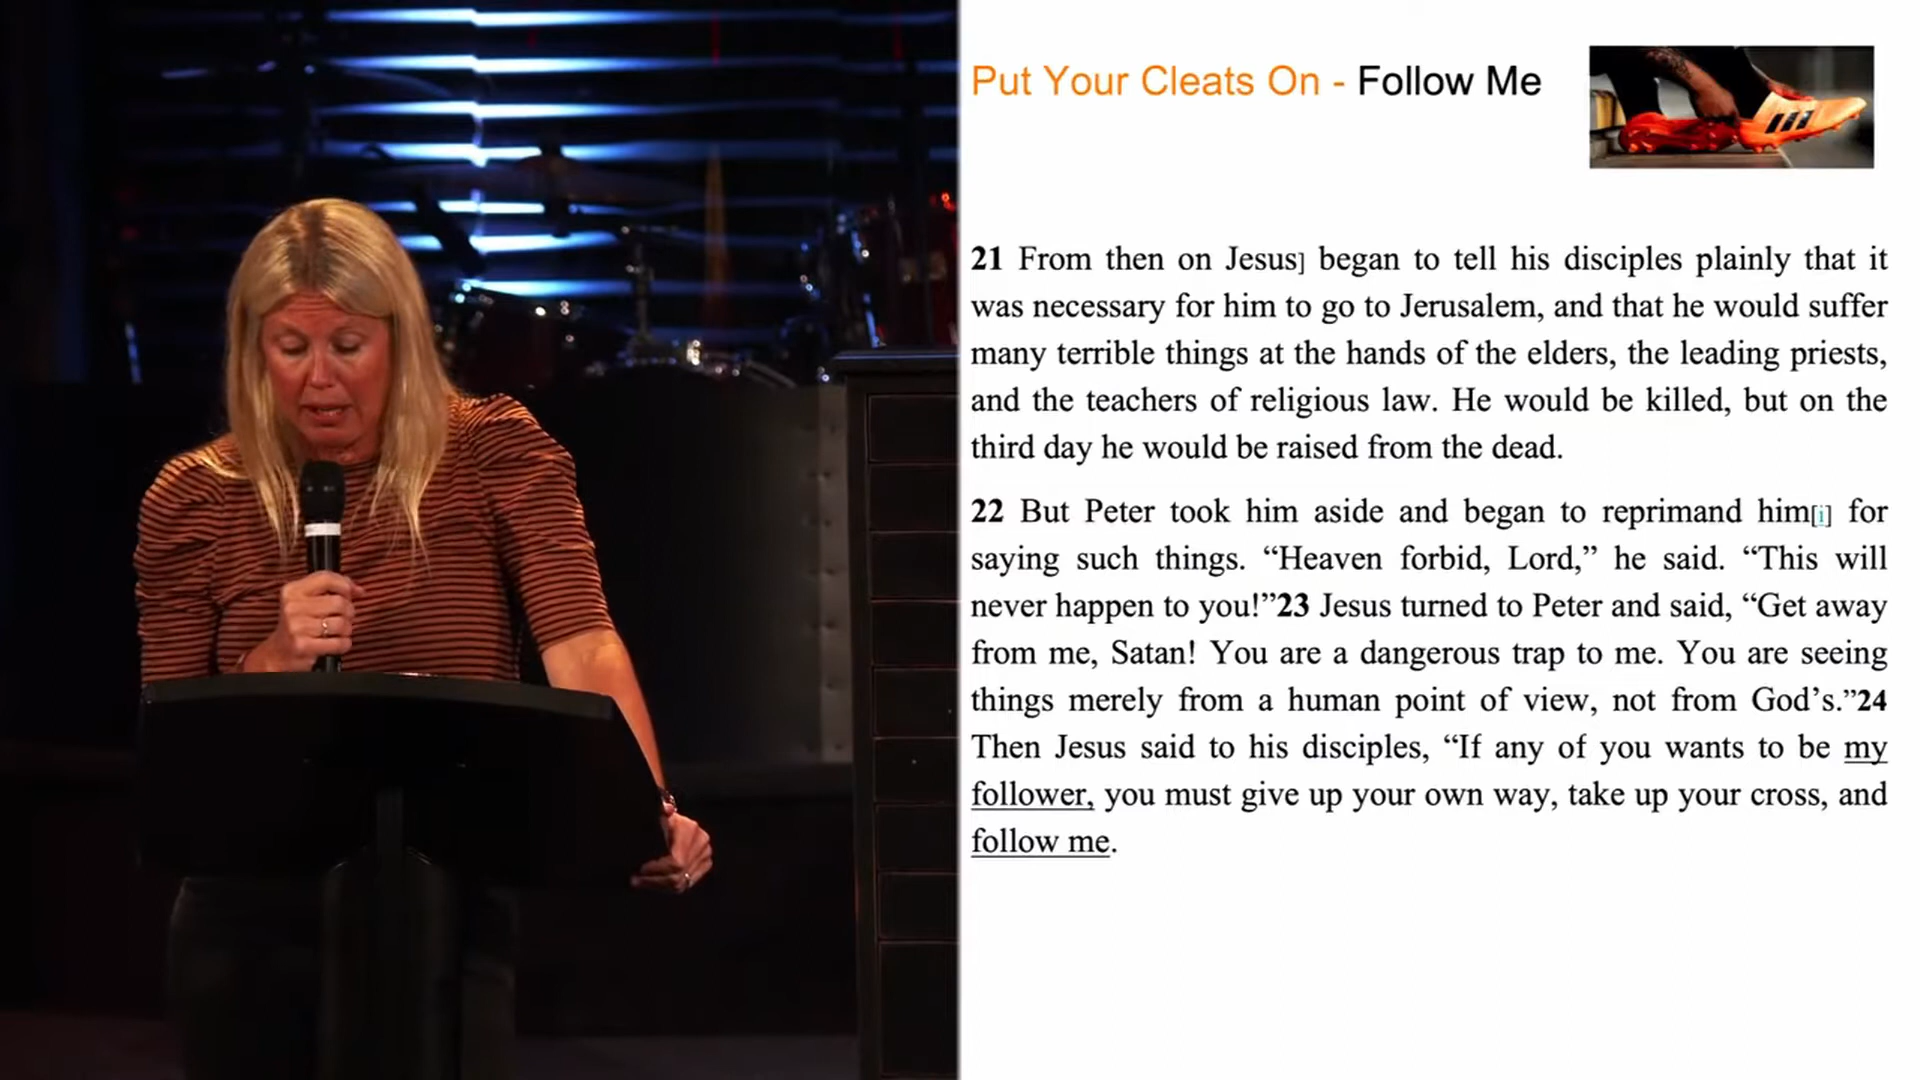 Put Your Cleats On - Follow Me
21 From then on Jesus] began to tell his disciples plainly that it
was necessary for him to go to Jerusalem, and that he would suffer
many terrible things at the hands of the elders, the leading priests,
and the teachers of religious law. He would be killed, but on the
third day he would be raised from the dead.
22 But Peter took him aside and began to reprimand him[i] for
saying such things. “Heaven forbid, Lord,” he said. “This will
never happen to you!”23 Jesus turned to Peter and said, “Get away
from me, Satan! You are a dangerous trap to me. You are seeing
things merely from a human point of view, not from God’s.”24
Then Jesus said to his disciples, “If any of you wants to be my
follower, you must give up your own way, take up your cross, and
follow me.